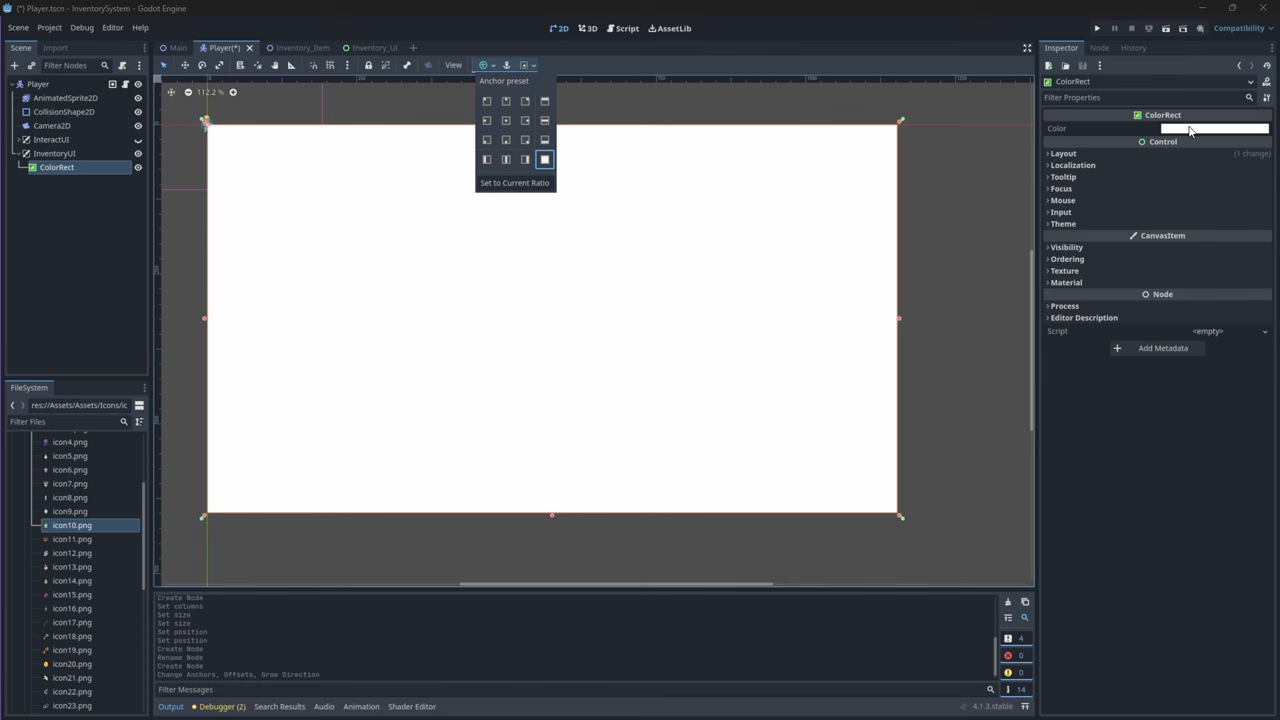 (*) Player.tscn - InventorySystem - Godot Engine
Scene Project Debug Editor Help
2D 3D Script AssetLib
Compatibility
Scene Import
Main Player(*) Inventory_Item Inventory_UI
Inspector Node History
Filter Nodes
View
Player
AnimatedSprite2D
CollisionShape2D
Camera2D
InteractUI
InventoryUI
ColorRect
112.2 %
Anchor preset
Set to Current Ratio
ColorRect
Filter Properties
ColorRect
Color
Control
Layout (1 change)
Localization
Tooltip
Focus
Mouse
Input
Theme
CanvasItem
Visibility
Ordering
Texture
Material
Node
Process
Editor Description
Script <empty>
Add Metadata
FileSystem
res://Assets/Assets/Icons/ic
Filter Files
icon4.png
icon5.png
icon6.png
icon7.png
icon8.png
icon9.png
icon10.png
icon11.png
icon12.png
icon13.png
icon14.png
icon15.png
icon16.png
icon17.png
icon18.png
icon19.png
icon20.png
icon21.png
icon22.png
icon23.png
Create Node
Set columns
Set size
Set size
Set position
Set position
Create Node
Rename Node
Create Node
Change Anchors, Offsets, Grow Direction
4
0
0
14
Filter Messages
Output Debugger (2) Search Results Audio Animation Shader Editor
4.1.3.stable